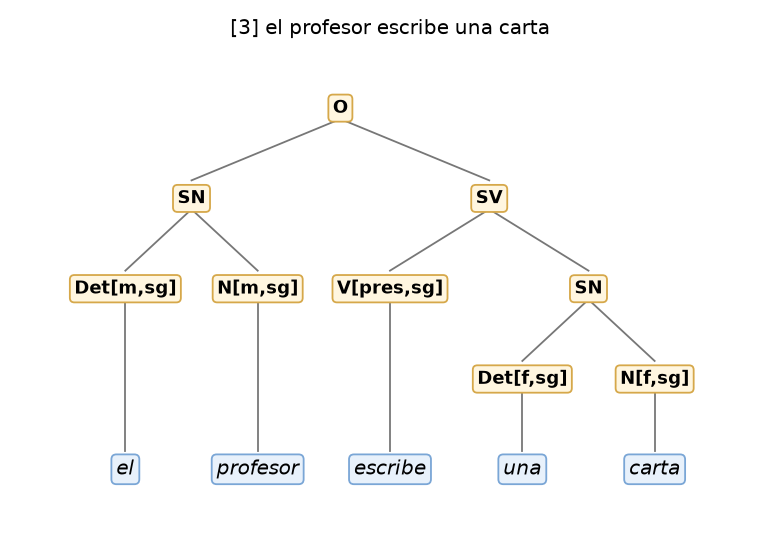 [3] el profesor escribe una carta
O
SN SV
Det[m,sg] N[m,sg] V[pres,sg] SN
Det[f,sg] N[f,sg]
el profesor escribe una carta